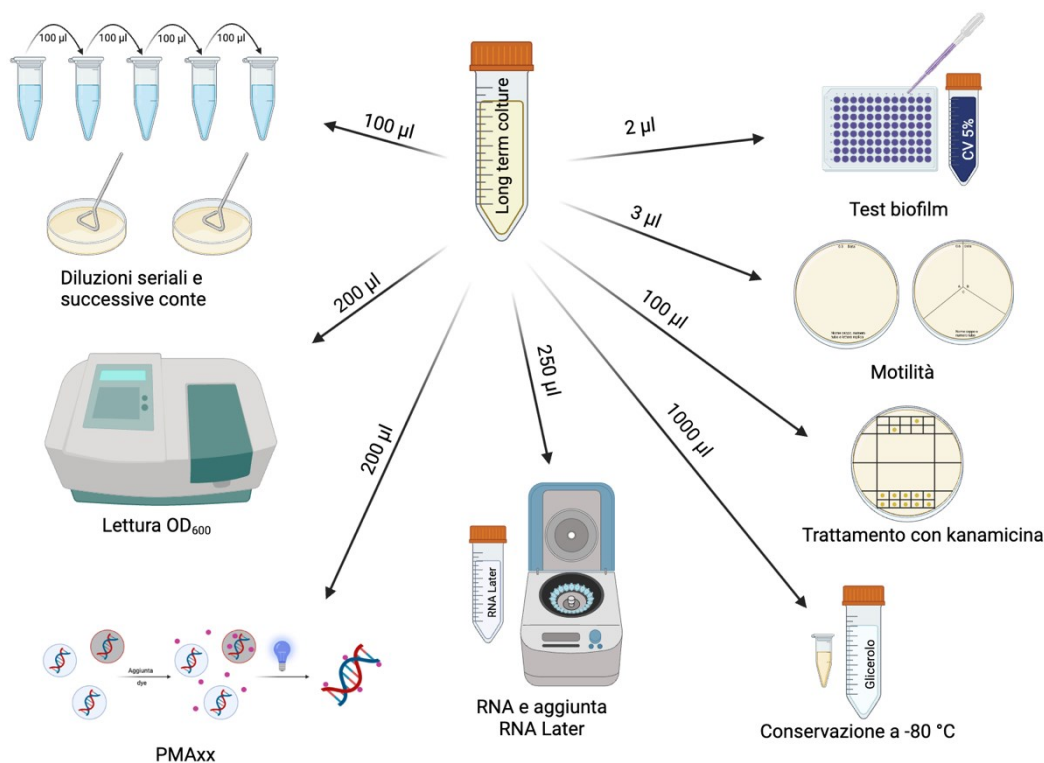 100 µl
100 µl
100 µl
100 µl
100 µl
Long term colture
2 µl
CV 5%
Test biofilm
Diluzioni seriali e
successive conte
3 µl
Motilità
200 µl
Lettura OD₆₀₀
100 µl
Trattamento con kanamicina
200 µl
250 µl
1000 µl
RNA Later
RNA e aggiunta
RNA Later
Glicerolo
Conservazione a -80 °C
Aggiunta
dye
PMAxx